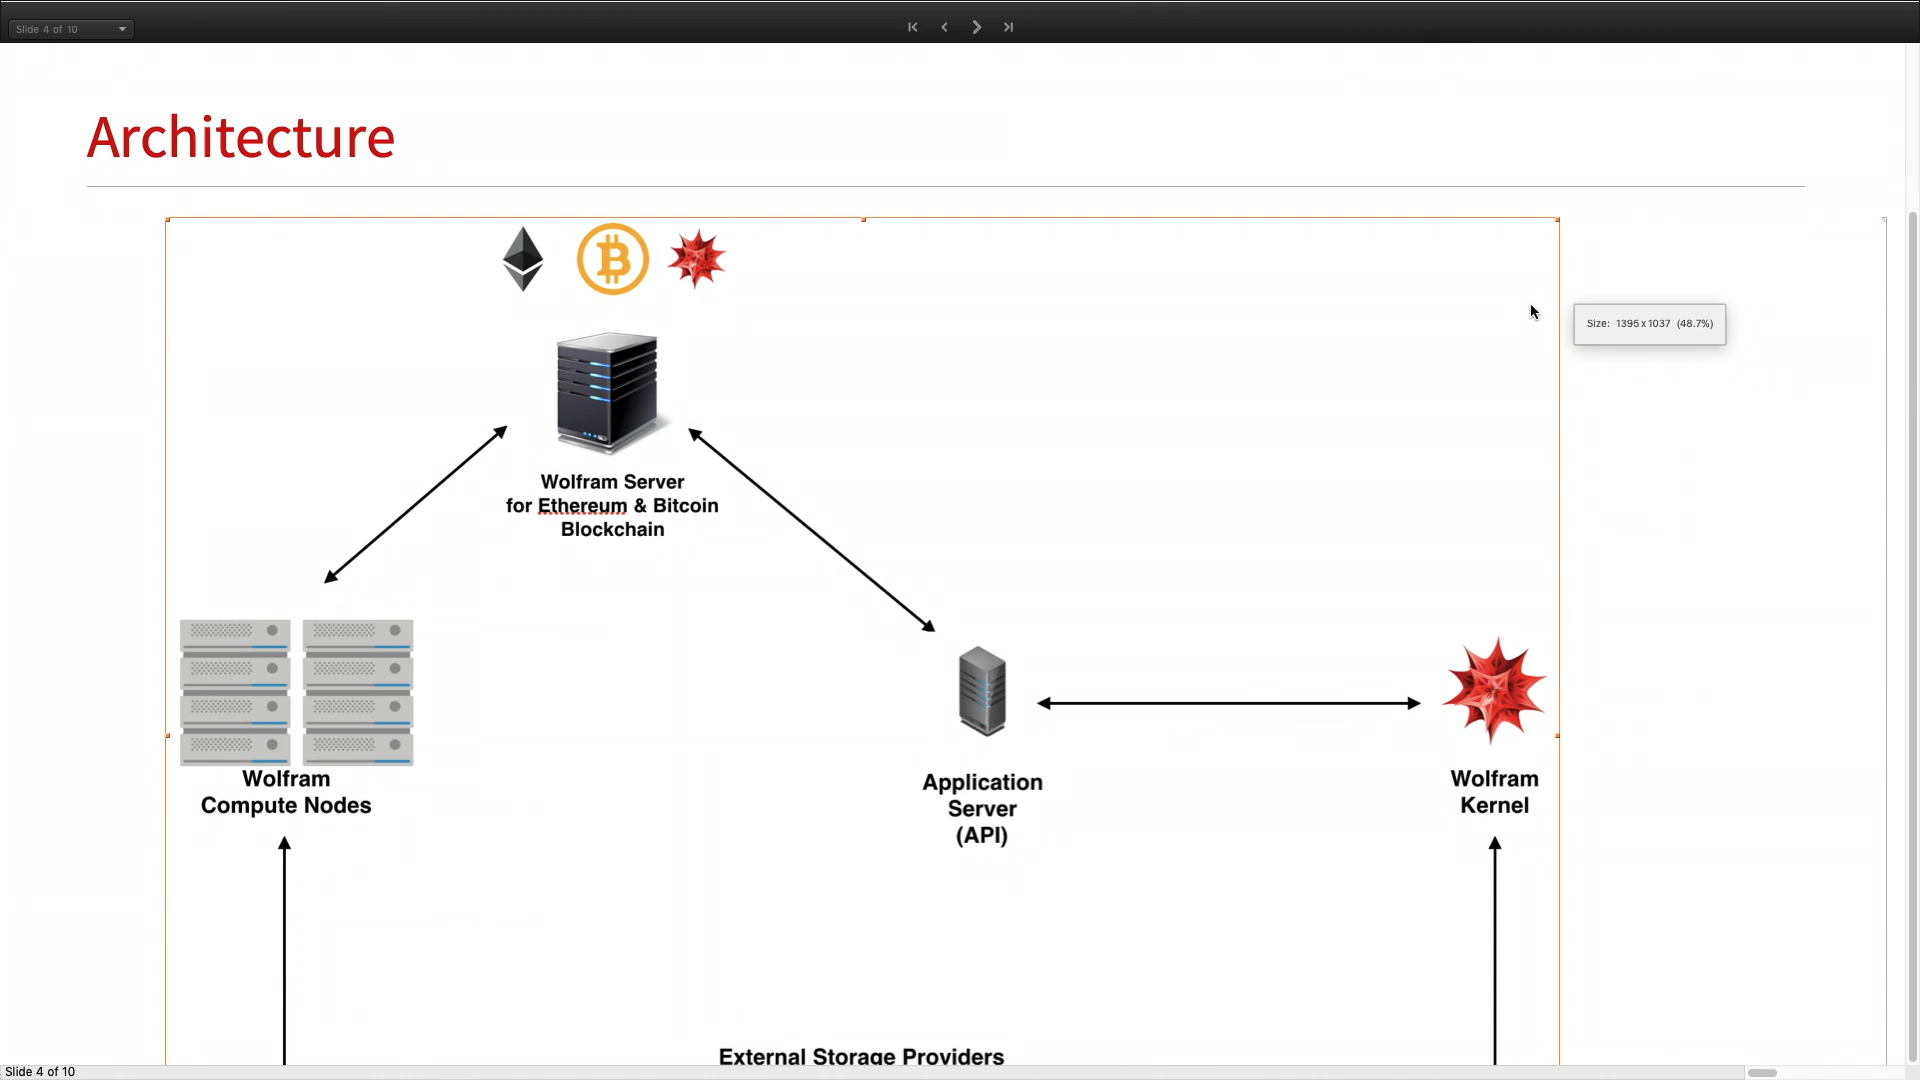 Slide 4 of 10
Architecture
Size: 1395 x 1037 (48.7%)
Wolfram Server
for Ethereum & Bitcoin
Blockchain
Wolfram
Compute Nodes
Application
Server
(API)
Wolfram
Kernel
External Storage Providers
Slide 4 of 10